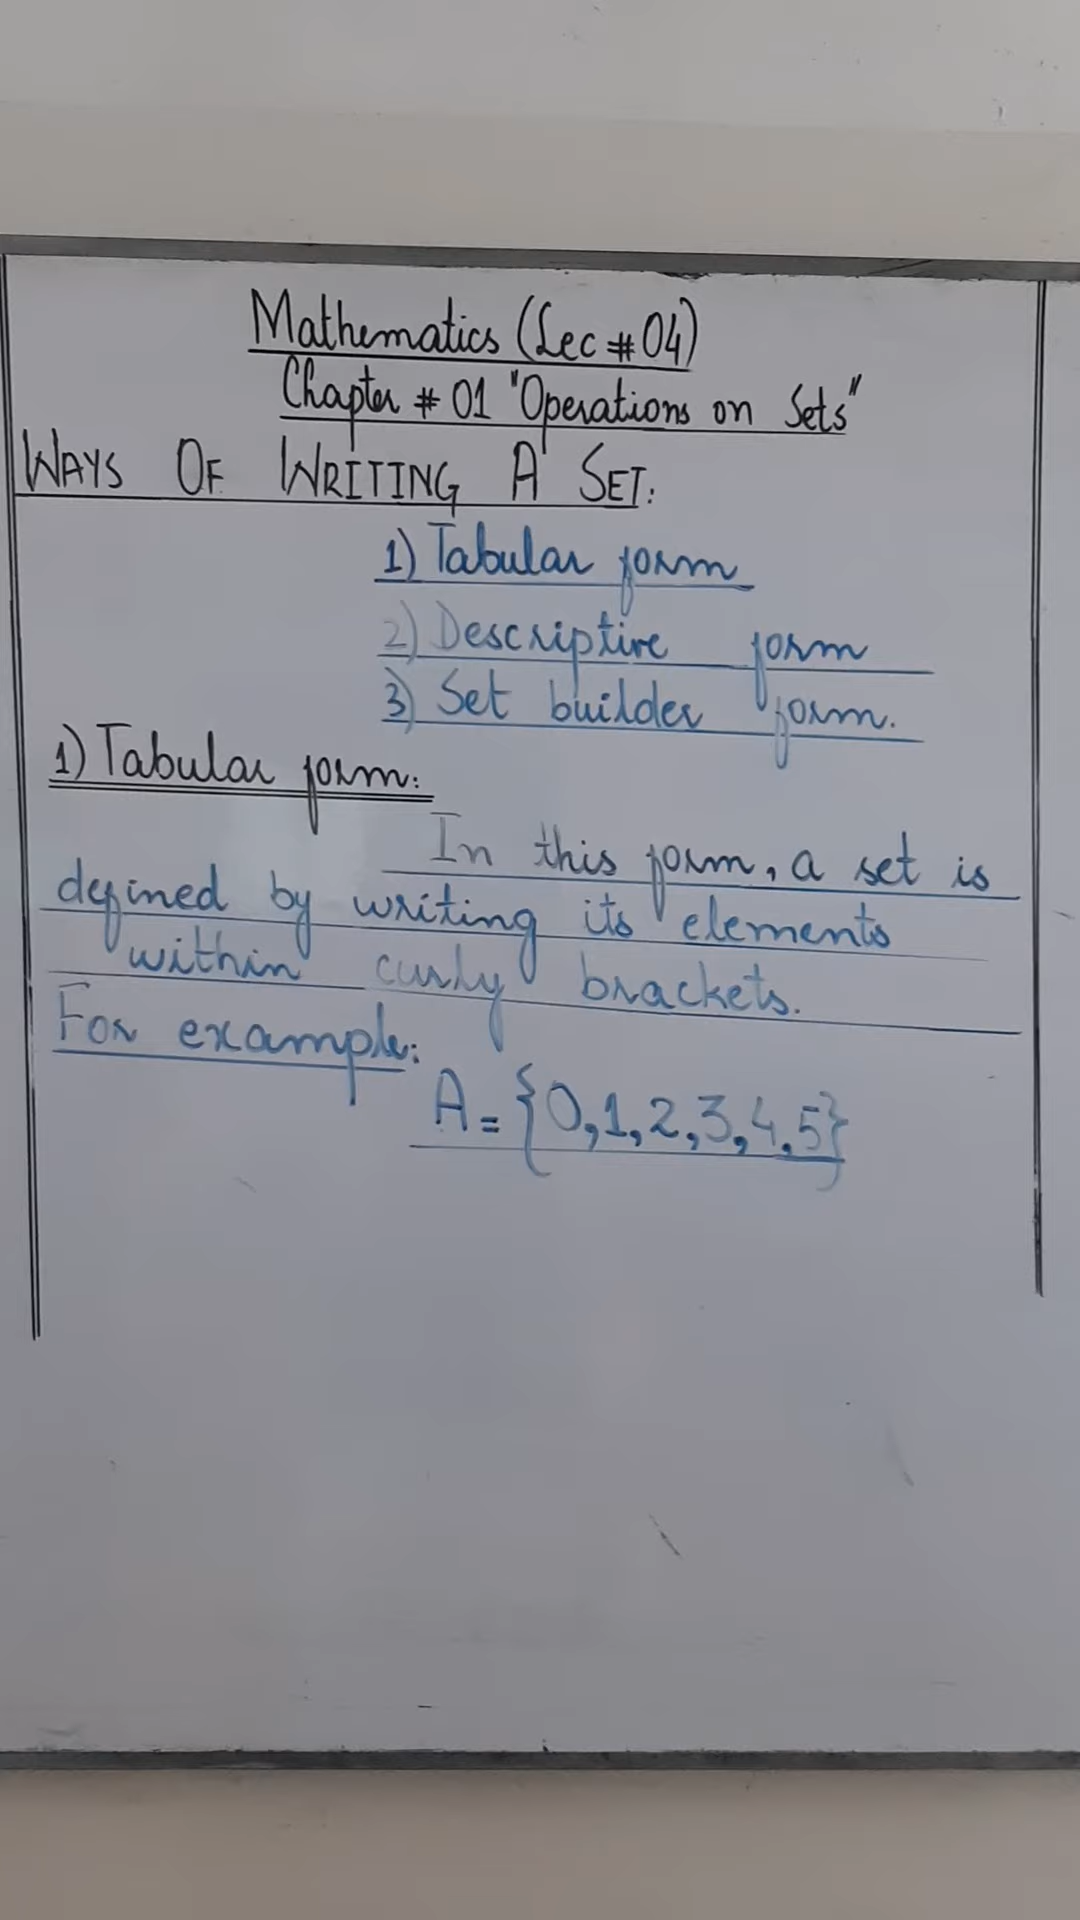 Mathematics (Lec # 04)
Chapter # 01 "Operations on Sets"
WAYS OF WRITING A SET:
1) Tabular form
2) Descriptive form
3) Set builder form.
1) Tabular form:
In this form, a set is
defined by writing its elements
within curly brackets.
For example:
A = {0,1,2,3,4,5}